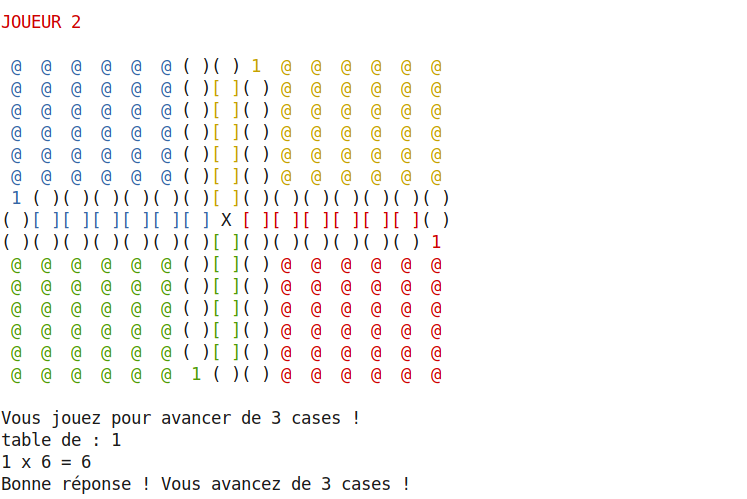 JOUEUR 2
@ @ @ @ @ @ ( )( ) 1 @ @ @ @ @ @
@ @ @ @ @ @ ( )[ ]( ) @ @ @ @ @ @
@ @ @ @ @ @ ( )[ ]( ) @ @ @ @ @ @
@ @ @ @ @ @ ( )[ ]( ) @ @ @ @ @ @
@ @ @ @ @ @ ( )[ ]( ) @ @ @ @ @ @
@ @ @ @ @ @ ( )[ ]( ) @ @ @ @ @ @
1 ( )( )( )( )( )( )[ ]( )( )( )( )( )( )( )
( )[ ][ ][ ][ ][ ][ ] X [ ][ ][ ][ ][ ][ ]( )
( )( )( )( )( )( )( )[ ]( )( )( )( )( )( ) 1
@ @ @ @ @ @ ( )[ ]( ) @ @ @ @ @ @
@ @ @ @ @ @ ( )[ ]( ) @ @ @ @ @ @
@ @ @ @ @ @ ( )[ ]( ) @ @ @ @ @ @
@ @ @ @ @ @ ( )[ ]( ) @ @ @ @ @ @
@ @ @ @ @ @ ( )[ ]( ) @ @ @ @ @ @
@ @ @ @ @ @ 1 ( )( ) @ @ @ @ @ @
Vous jouez pour avancer de 3 cases !
table de : 1
1 x 6 = 6
Bonne réponse ! Vous avancez de 3 cases !